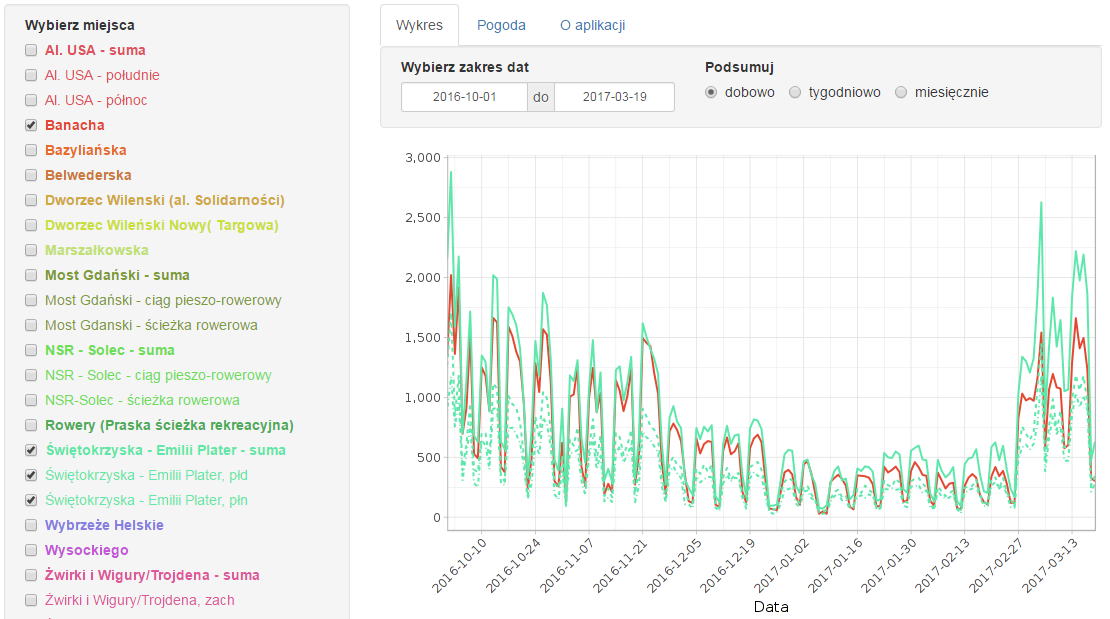 Wybierz miejsca
Al. USA - suma
Al. USA - południe
Al. USA - północ
Banacha
Bazyliańska
Belwederska
Dworzec Wilenski (al. Solidarności)
Dworzec Wileński Nowy( Targowa)
Marszałkowska
Most Gdański - suma
Most Gdański - ciąg pieszo-rowerowy
Most Gdanski - ścieżka rowerowa
NSR - Solec - suma
NSR - Solec - ciąg pieszo-rowerowy
NSR-Solec - ścieżka rowerowa
Rowery (Praska ścieżka rekreacyjna)
Świętokrzyska - Emilii Plater - suma
Świętokrzyska - Emilii Plater, płd
Świętokrzyska - Emilii Plater, płn
Wybrzeże Helskie
Wysockiego
Żwirki i Wigury/Trojdena - suma
Żwirki i Wigury/Trojdena, zach
Wykres Pogoda O aplikacji
Wybierz zakres dat Podsumuj
2016-10-01 do 2017-03-19 dobowo tygodniowo miesięcznie
3,000
2,500
2,000
1,500
1,000
500
0
2016-10-10 2016-10-24 2016-11-07 2016-11-21 2016-12-05 2016-12-19 2017-01-02 2017-01-16 2017-01-30 2017-02-13 2017-02-27 2017-03-13
Data